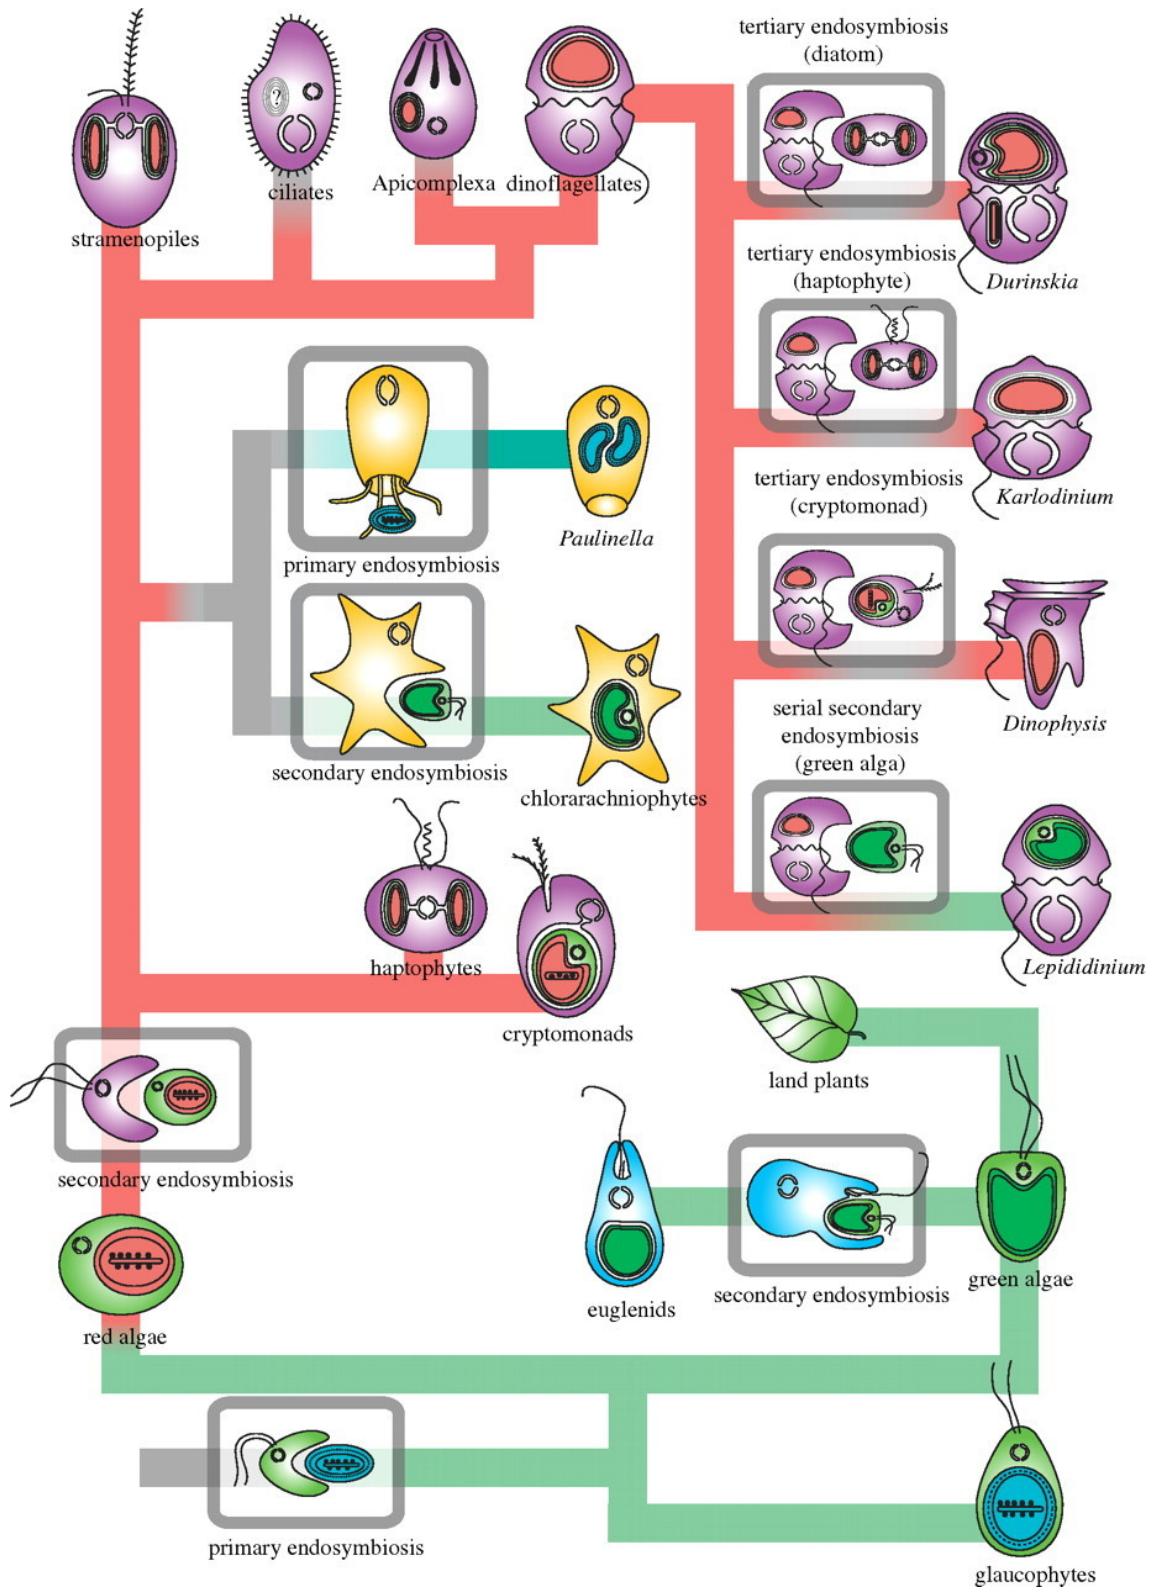 tertiary endosymbiosis
(diatom)
?
ciliates
Apicomplexa
dinoflagellates
stramenopiles
tertiary endosymbiosis
(haptophyte)
Durinskia
tertiary endosymbiosis
(cryptomonad)
Karlodinium
Paulinella
primary endosymbiosis
serial secondary
endosymbiosis
(green alga)
Dinophysis
secondary endosymbiosis
chlorarachniophytes
haptophytes
Lepididinium
cryptomonads
land plants
secondary endosymbiosis
green algae
secondary endosymbiosis
euglenids
red algae
primary endosymbiosis
glaucophytes